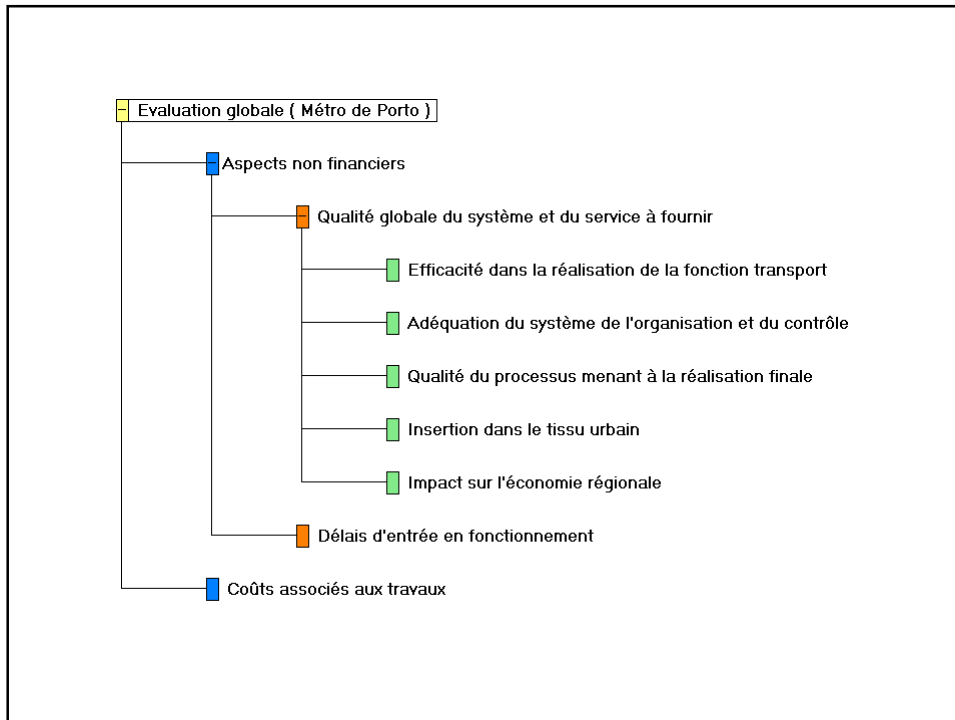 Evaluation globale ( Métro de Porto )
Aspects non financiers
Qualité globale du système et du service à fournir
Efficacité dans la réalisation de la fonction transport
Adéquation du système de l'organisation et du contrôle
Qualité du processus menant à la réalisation finale
Insertion dans le tissu urbain
Impact sur l'économie régionale
Délais d'entrée en fonctionnement
Coûts associés aux travaux